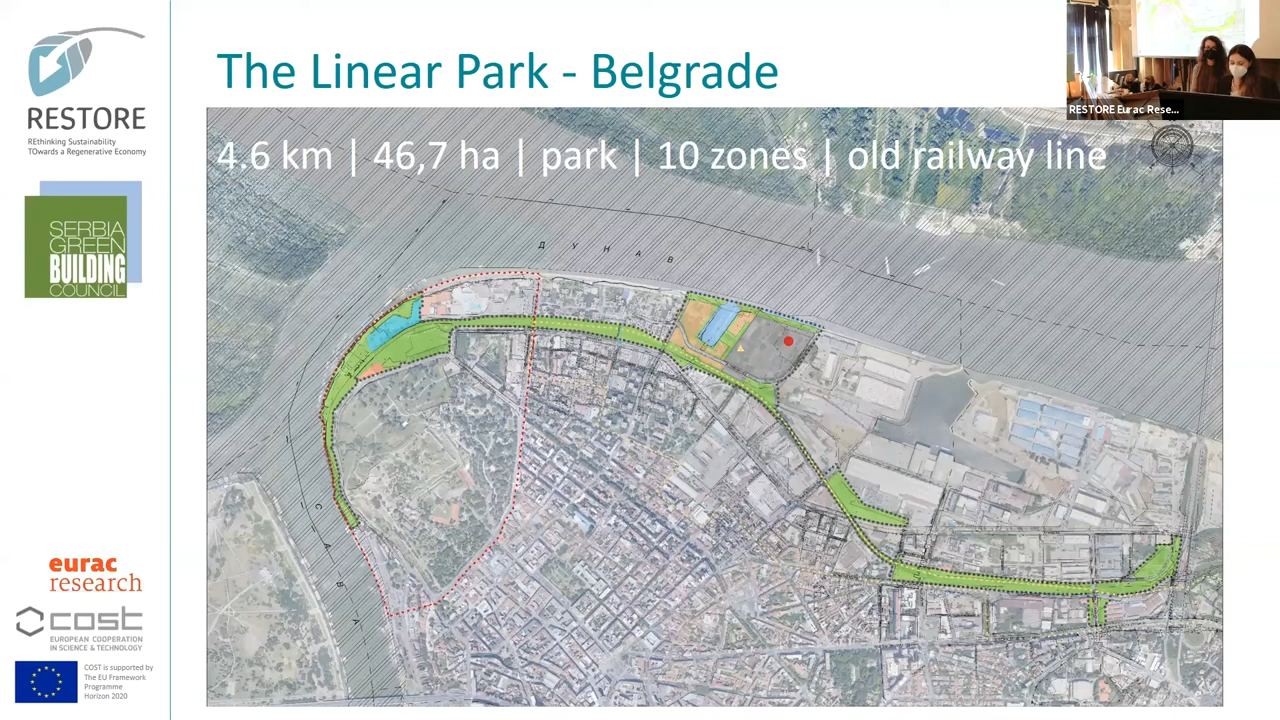 RESTORE
REthinking Sustainability
TOwards a Regenerative Economy
SERBIA
GREEN
BUILDING
COUNCIL
eurac
research
cost
EUROPEAN COOPERATION
IN SCIENCE & TECHNOLOGY
COST is supported by
The EU Framework
Programme
Horizon 2020
The Linear Park - Belgrade
4.6 km | 46,7 ha | park | 10 zones | old railway line
Д У Н А В
С А В А
RESTORE Eurac Rese...